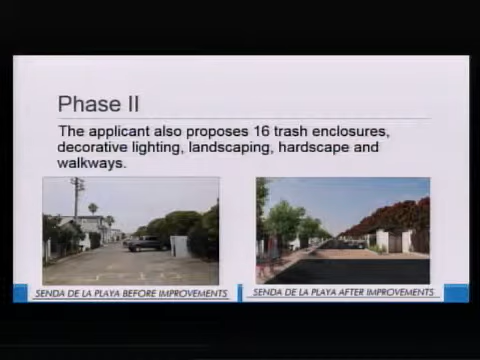 Phase II
The applicant also proposes 16 trash enclosures,
decorative lighting, landscaping, hardscape and
walkways.
SENDA DE LA PLAYA BEFORE IMPROVEMENTS
SENDA DE LA PLAYA AFTER IMPROVEMENTS